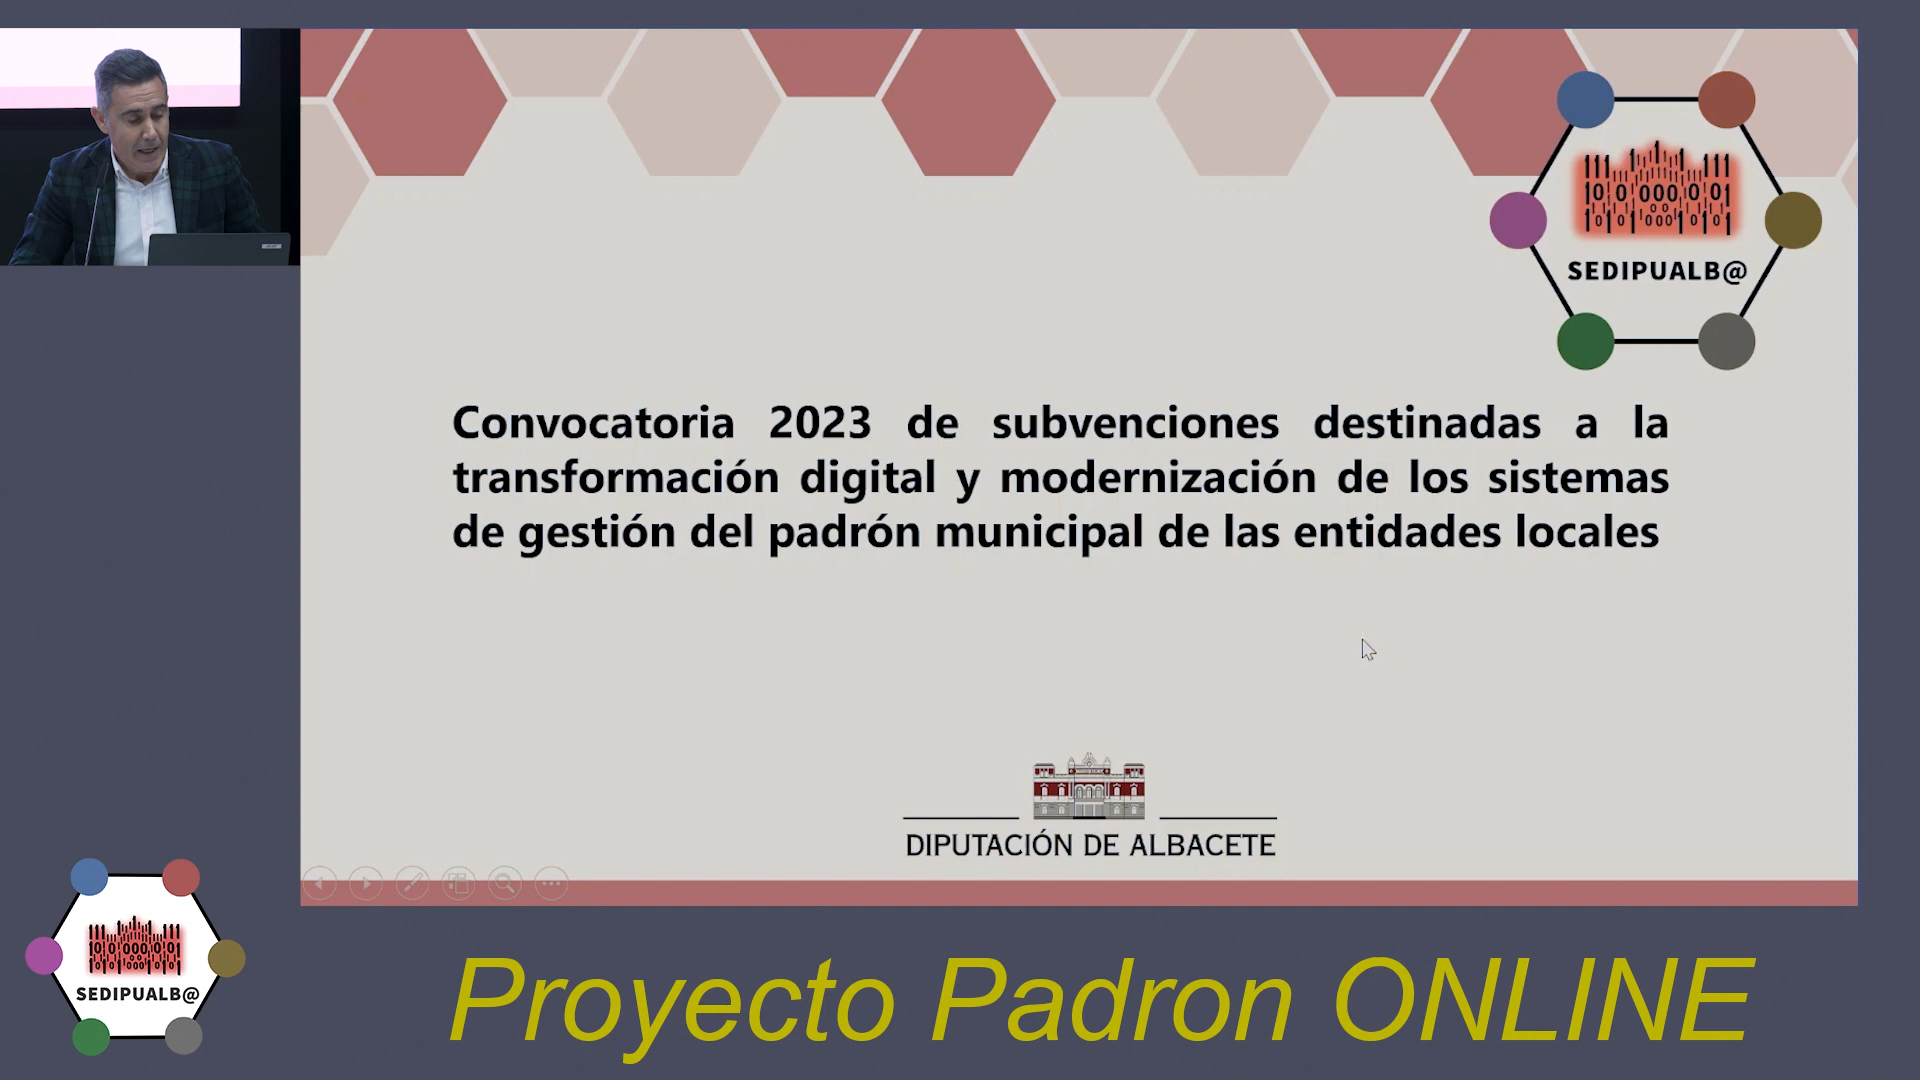 SEDIPUALB@
Convocatoria 2023 de subvenciones destinadas a la
transformación digital y modernización de los sistemas
de gestión del padrón municipal de las entidades locales
DIPUTACIÓN DE ALBACETE
SEDIPUALB@
Proyecto Padron ONLINE